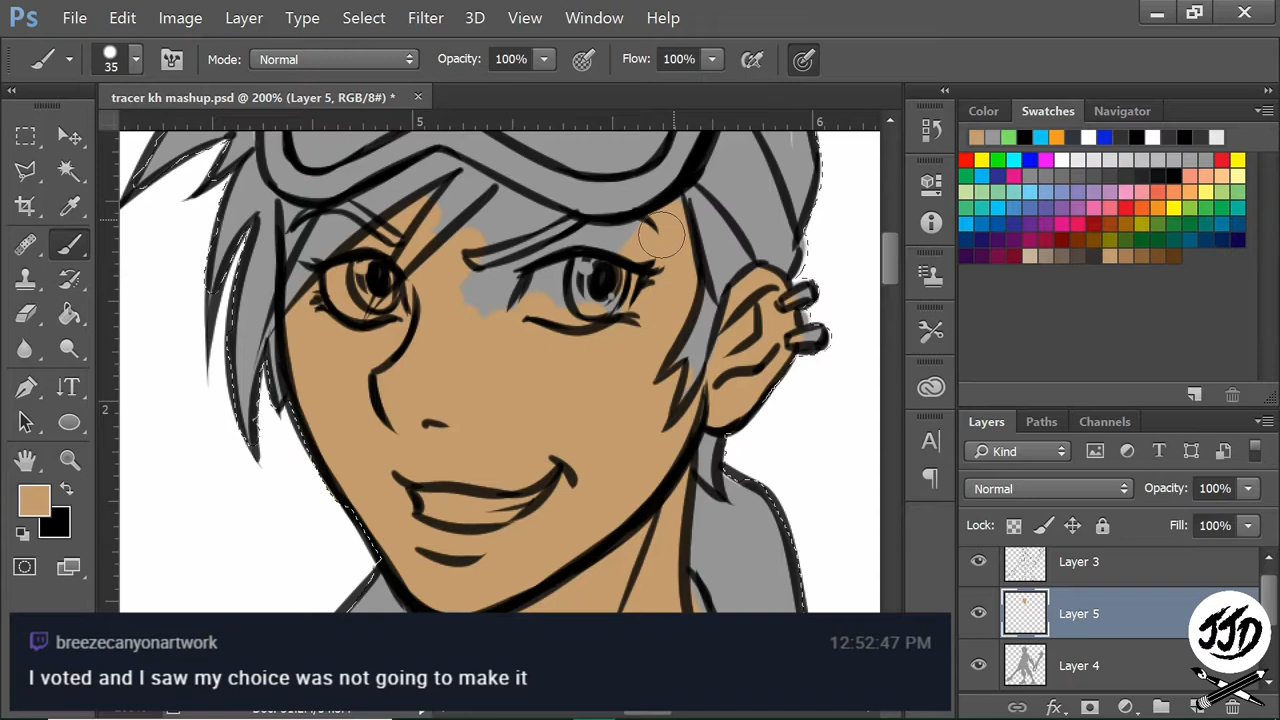 Ps File Edit Image Layer Type Select Filter 3D View Window Help
35 Mode: Normal Opacity: 100% Flow: 100%
tracer kh mashup.psd @ 200% (Layer 5, RGB/8#) * ×
5 6
2
Color Swatches Navigator
Layers Paths Channels
Kind
Normal Opacity: 100%
Lock: Fill: 100%
Layer 3
Layer 5
Layer 4
JJD
breezecanyonartwork 12:52:47 PM
I voted and I saw my choice was not going to make it